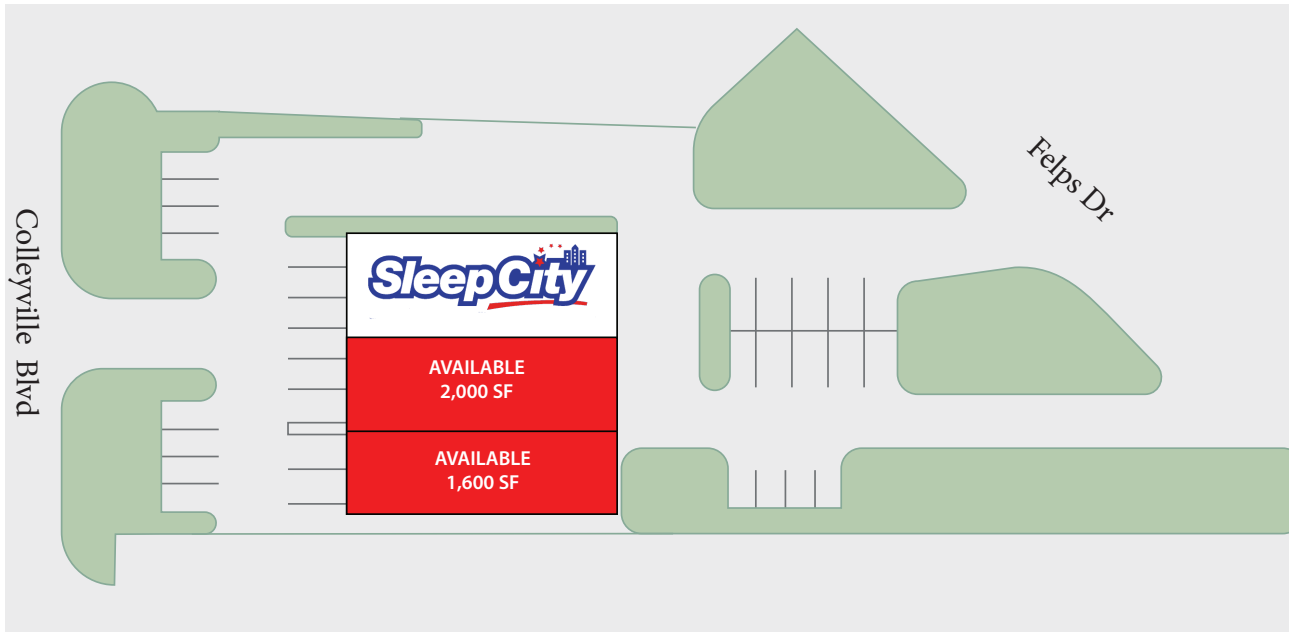 Colleyville Blvd
Felps Dr
SleepCity
AVAILABLE
2,000 SF
AVAILABLE
1,600 SF